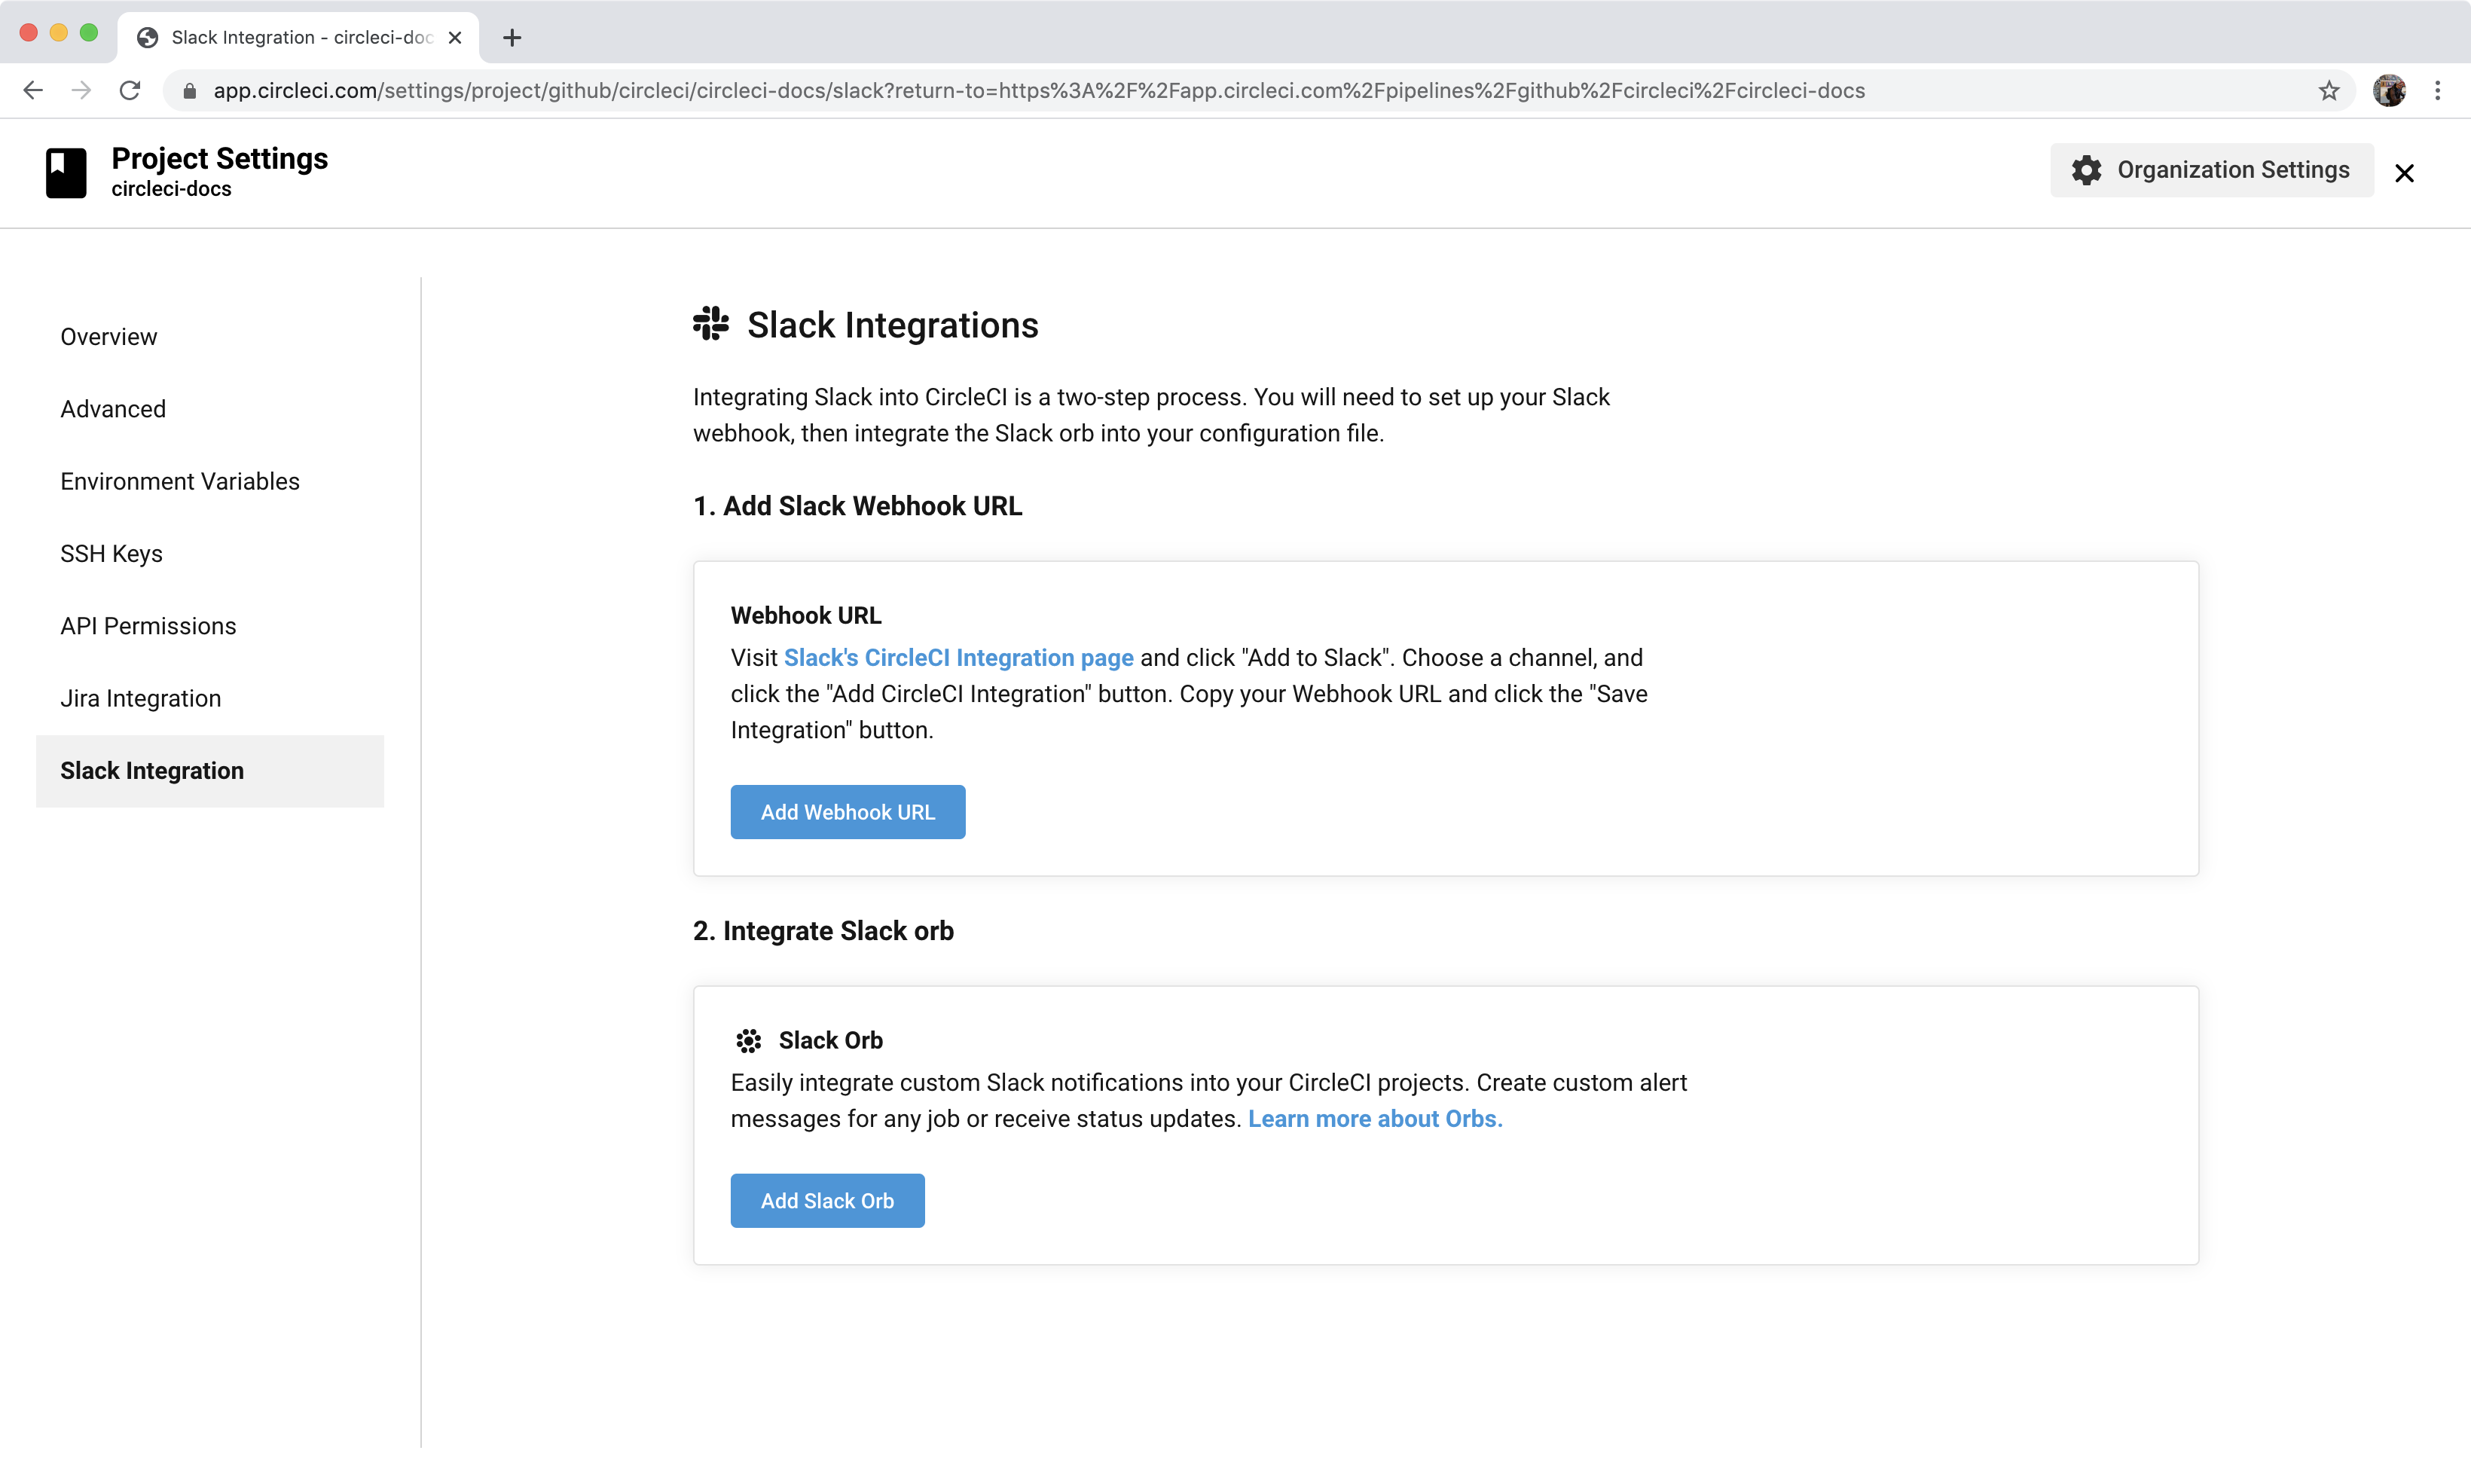 Slack Integration - circleci-doc
app.circleci.com/settings/project/github/circleci/circleci-docs/slack?return-to=https%3A%2F%2Fapp.circleci.com%2Fpipelines%2Fgithub%2Fcircleci%2Fcircleci-docs
Project Settings
circleci-docs
Organization Settings
Overview
Advanced
Environment Variables
SSH Keys
API Permissions
Jira Integration
Slack Integration
Slack Integrations
Integrating Slack into CircleCI is a two-step process. You will need to set up your Slack
webhook, then integrate the Slack orb into your configuration file.
1. Add Slack Webhook URL
Webhook URL
Visit Slack's CircleCI Integration page and click "Add to Slack". Choose a channel, and
click the "Add CircleCI Integration" button. Copy your Webhook URL and click the "Save
Integration" button.
Add Webhook URL
2. Integrate Slack orb
Slack Orb
Easily integrate custom Slack notifications into your CircleCI projects. Create custom alert
messages for any job or receive status updates. Learn more about Orbs.
Add Slack Orb